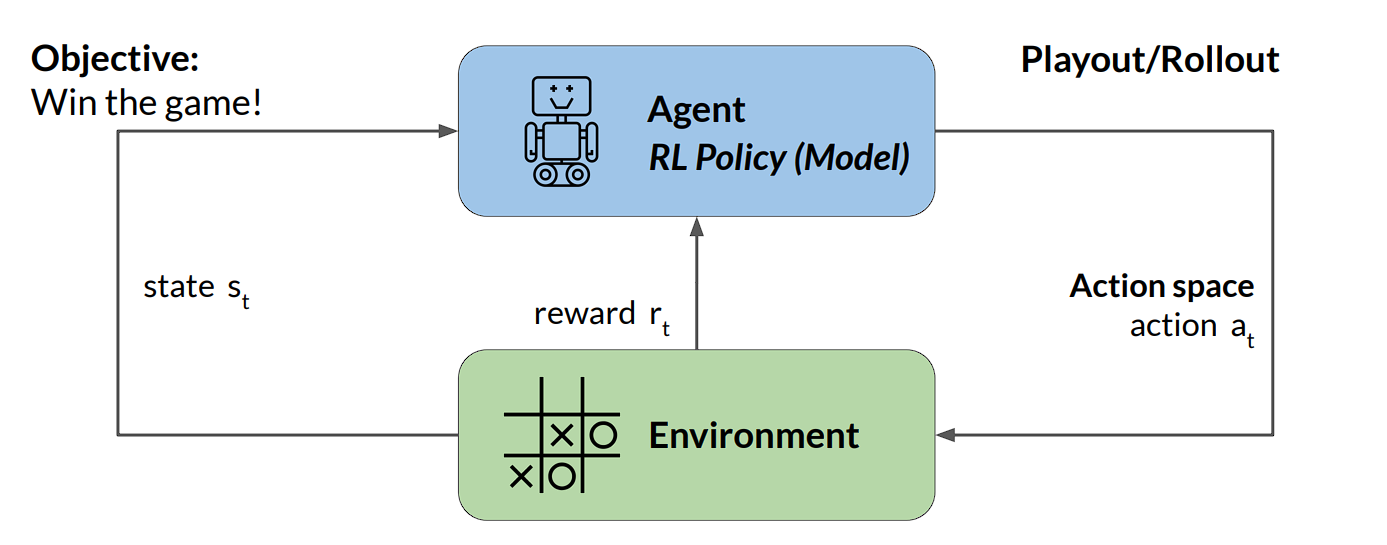 Objective:
Win the game!
Playout/Rollout
Agent
RL Policy (Model)
state s_t
reward r_t
Action space
action a_t
Environment